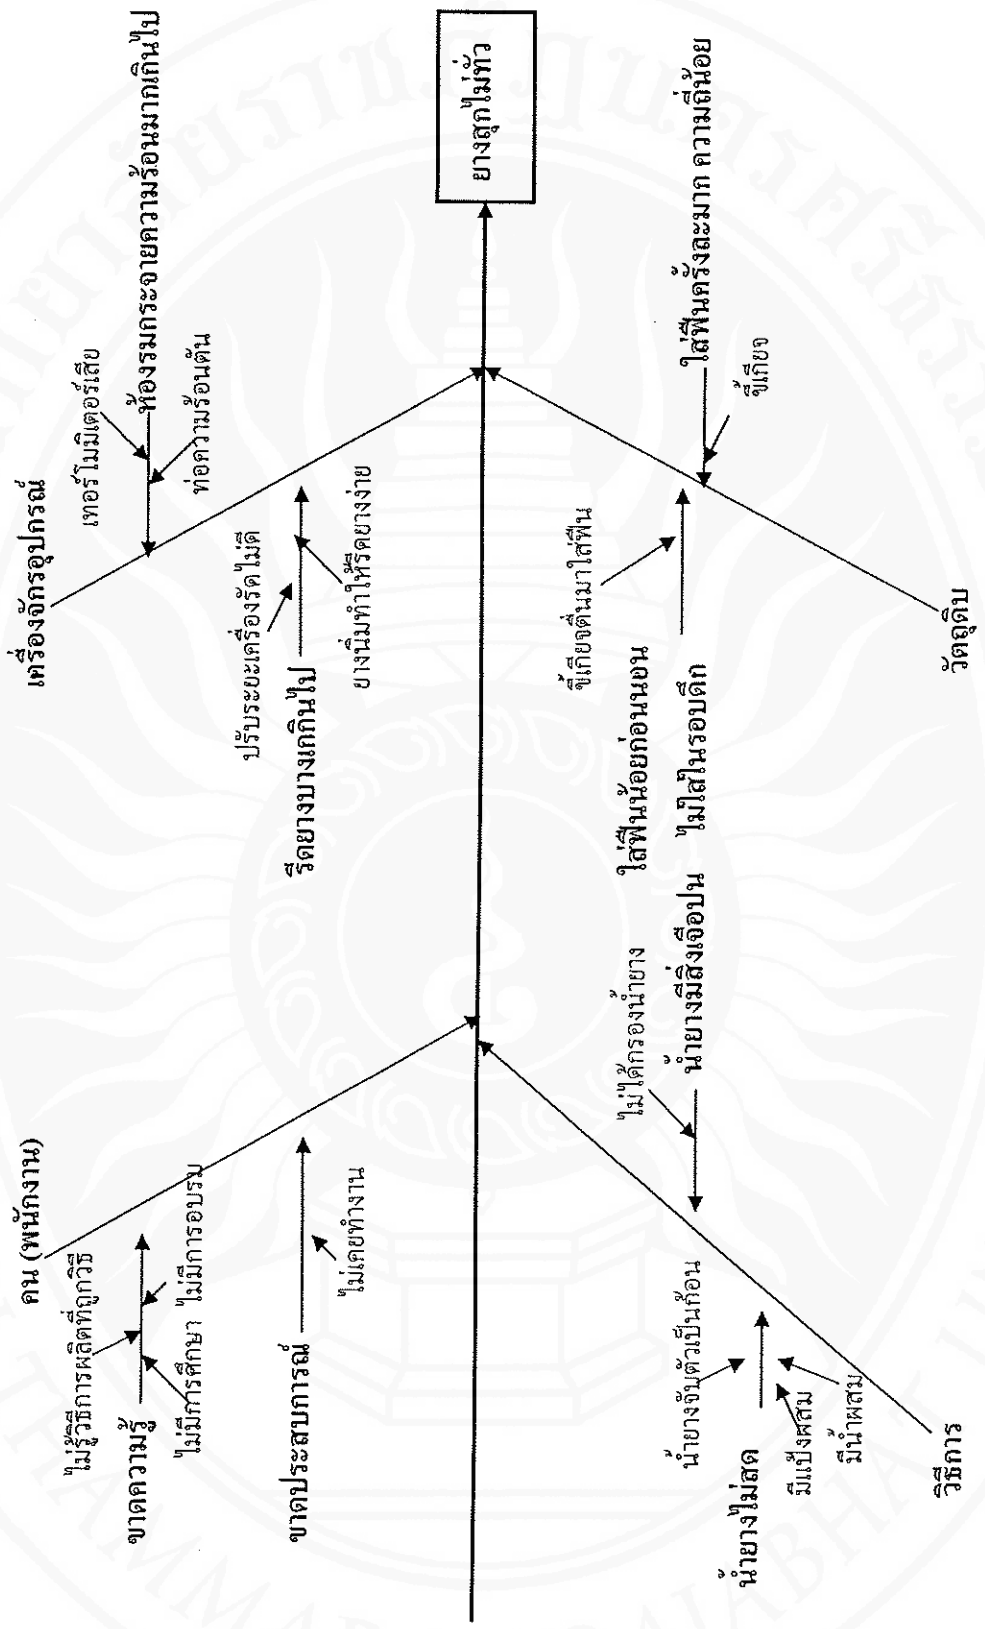 คน (พนักงาน)
ไม่รู้วิธีการผลิตที่ถูกวิธี
ขาดความรู้
ไม่มีการศึกษา ไม่มีการอบรม
ขาดประสบการณ์
ไม่เคยทำงาน
เครื่องจักรอุปกรณ์
เทอร์โมมิเตอร์เสีย
ห้องรมกระจายความร้อนมากเกินไป
ท่อความร้อนตัน
ปรับระยะเครื่องรีดไม่ดี
รีดยางบางเกินไป
ยางนิ่มทำให้รีดยางง่าย
ยางสุกไม่ทั่ว
ไม่ได้กรองน้ำยาง
น้ำยางมีสิ่งเจือปน
น้ำยางจับตัวเป็นก้อน
น้ำยางไม่สด
มีแป้งผสม
มีน้ำผสม
วิธีการ
ขี้เกียจตื่นมาใส่ฟืน
ใส่ฟืนน้อยก่อนนอน
ไม่ใส่ในรอบดึก
ใส่ฟืนครั้งละมาก ความถี่น้อย
ขี้เกียจ
วัตถุดิบ